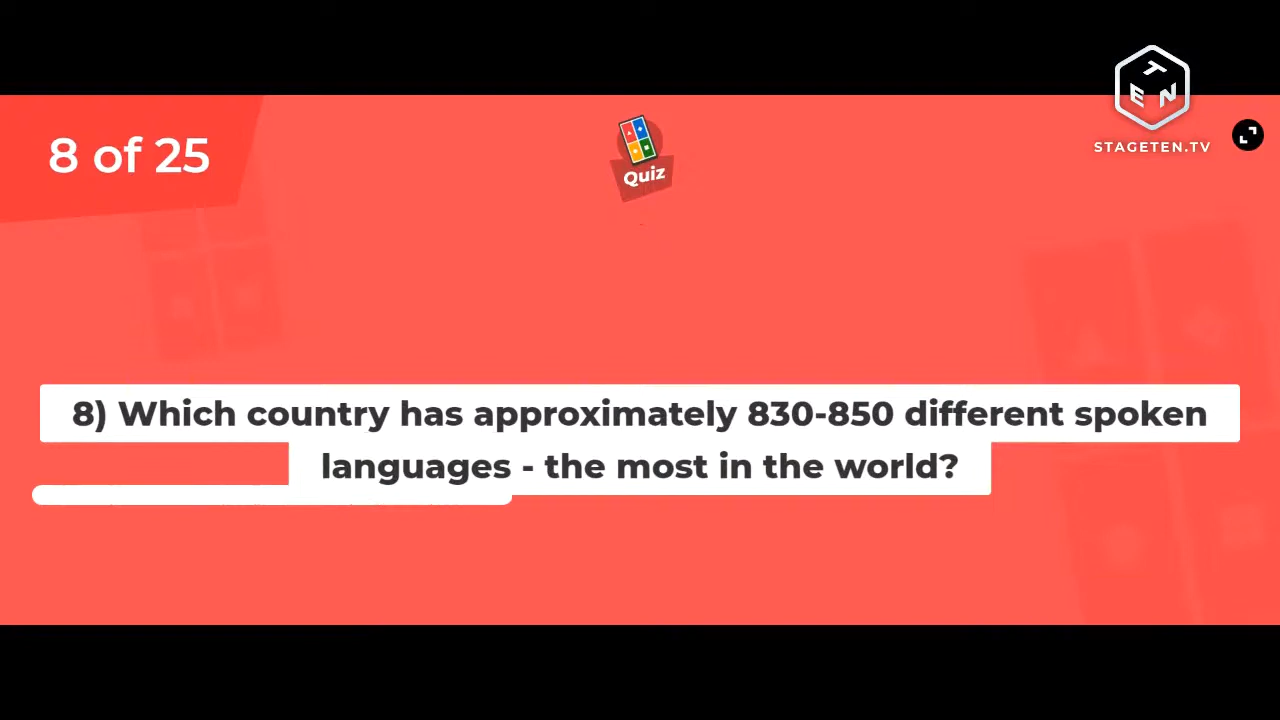 TEN
STAGETEN.TV
8 of 25
Quiz
8) Which country has approximately 830-850 different spoken
languages - the most in the world?